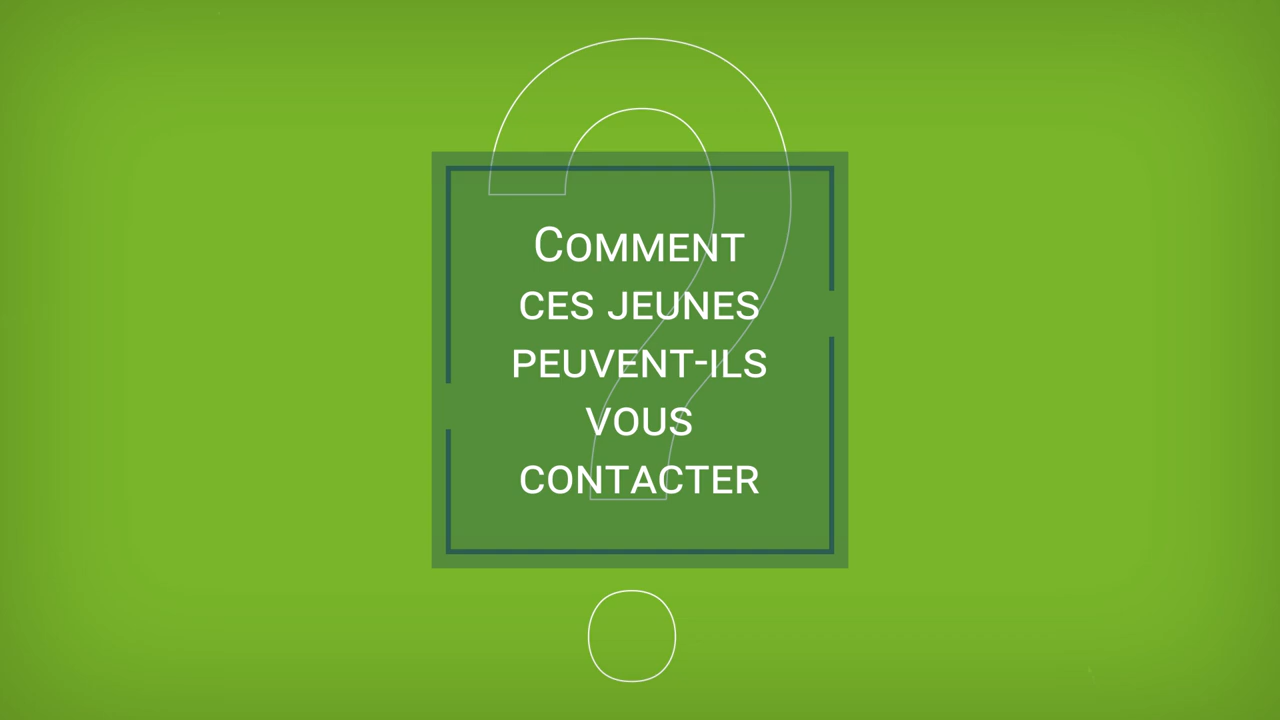 Comment
ces jeunes
peuvent-ils
vous
contacter
?